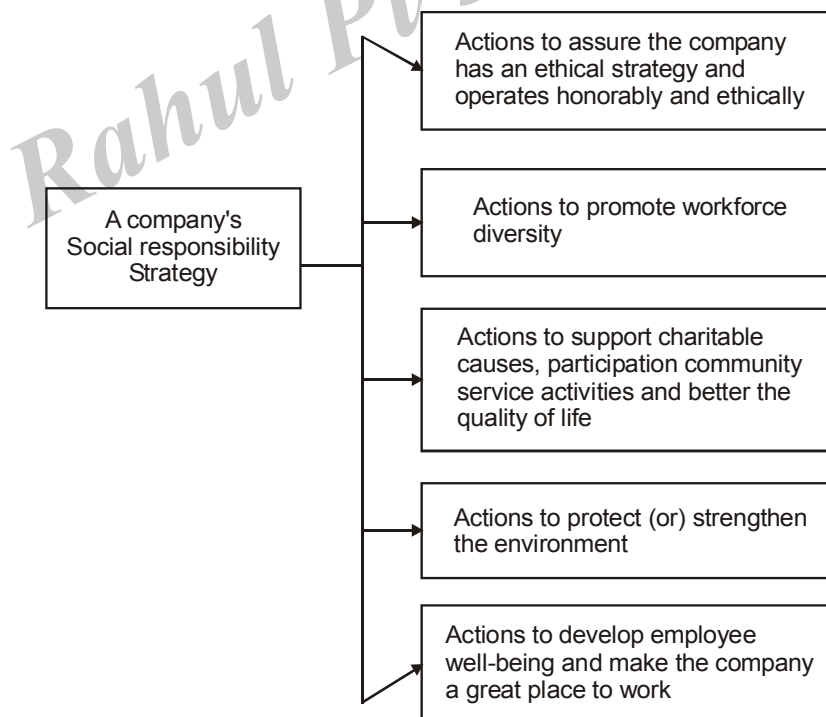 Rahul
Actions to assure the company
has an ethical strategy and
operates honorably and ethically
A company's
Social responsibility
Strategy
Actions to promote workforce
diversity
Actions to support charitable
causes, participation community
service activities and better the
quality of life
Actions to protect (or) strengthen
the environment
Actions to develop employee
well-being and make the company
a great place to work